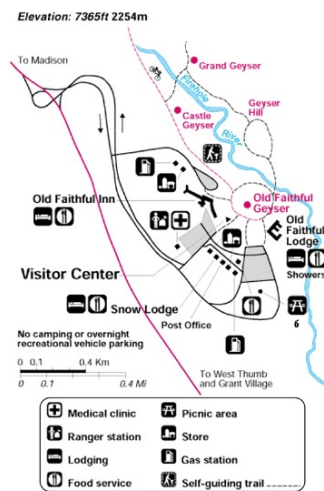 Elevation: 7365ft 2254m
To Madison
Grand Geyser
Firehole
River
Castle
Geyser
Geyser
Hill
Old Faithful Inn
Old Faithful
Geyser
Old
Faithful
Lodge
Showers
Visitor Center
Snow Lodge
Post Office
6
No camping or overnight
recreational vehicle parking
0 0.1 0.4 Km
0 0.1 0.4 Mi
To West Thumb
and Grant Village
Medical clinic
Picnic area
Ranger station
Store
Lodging
Gas station
Food service
Self-guiding trail